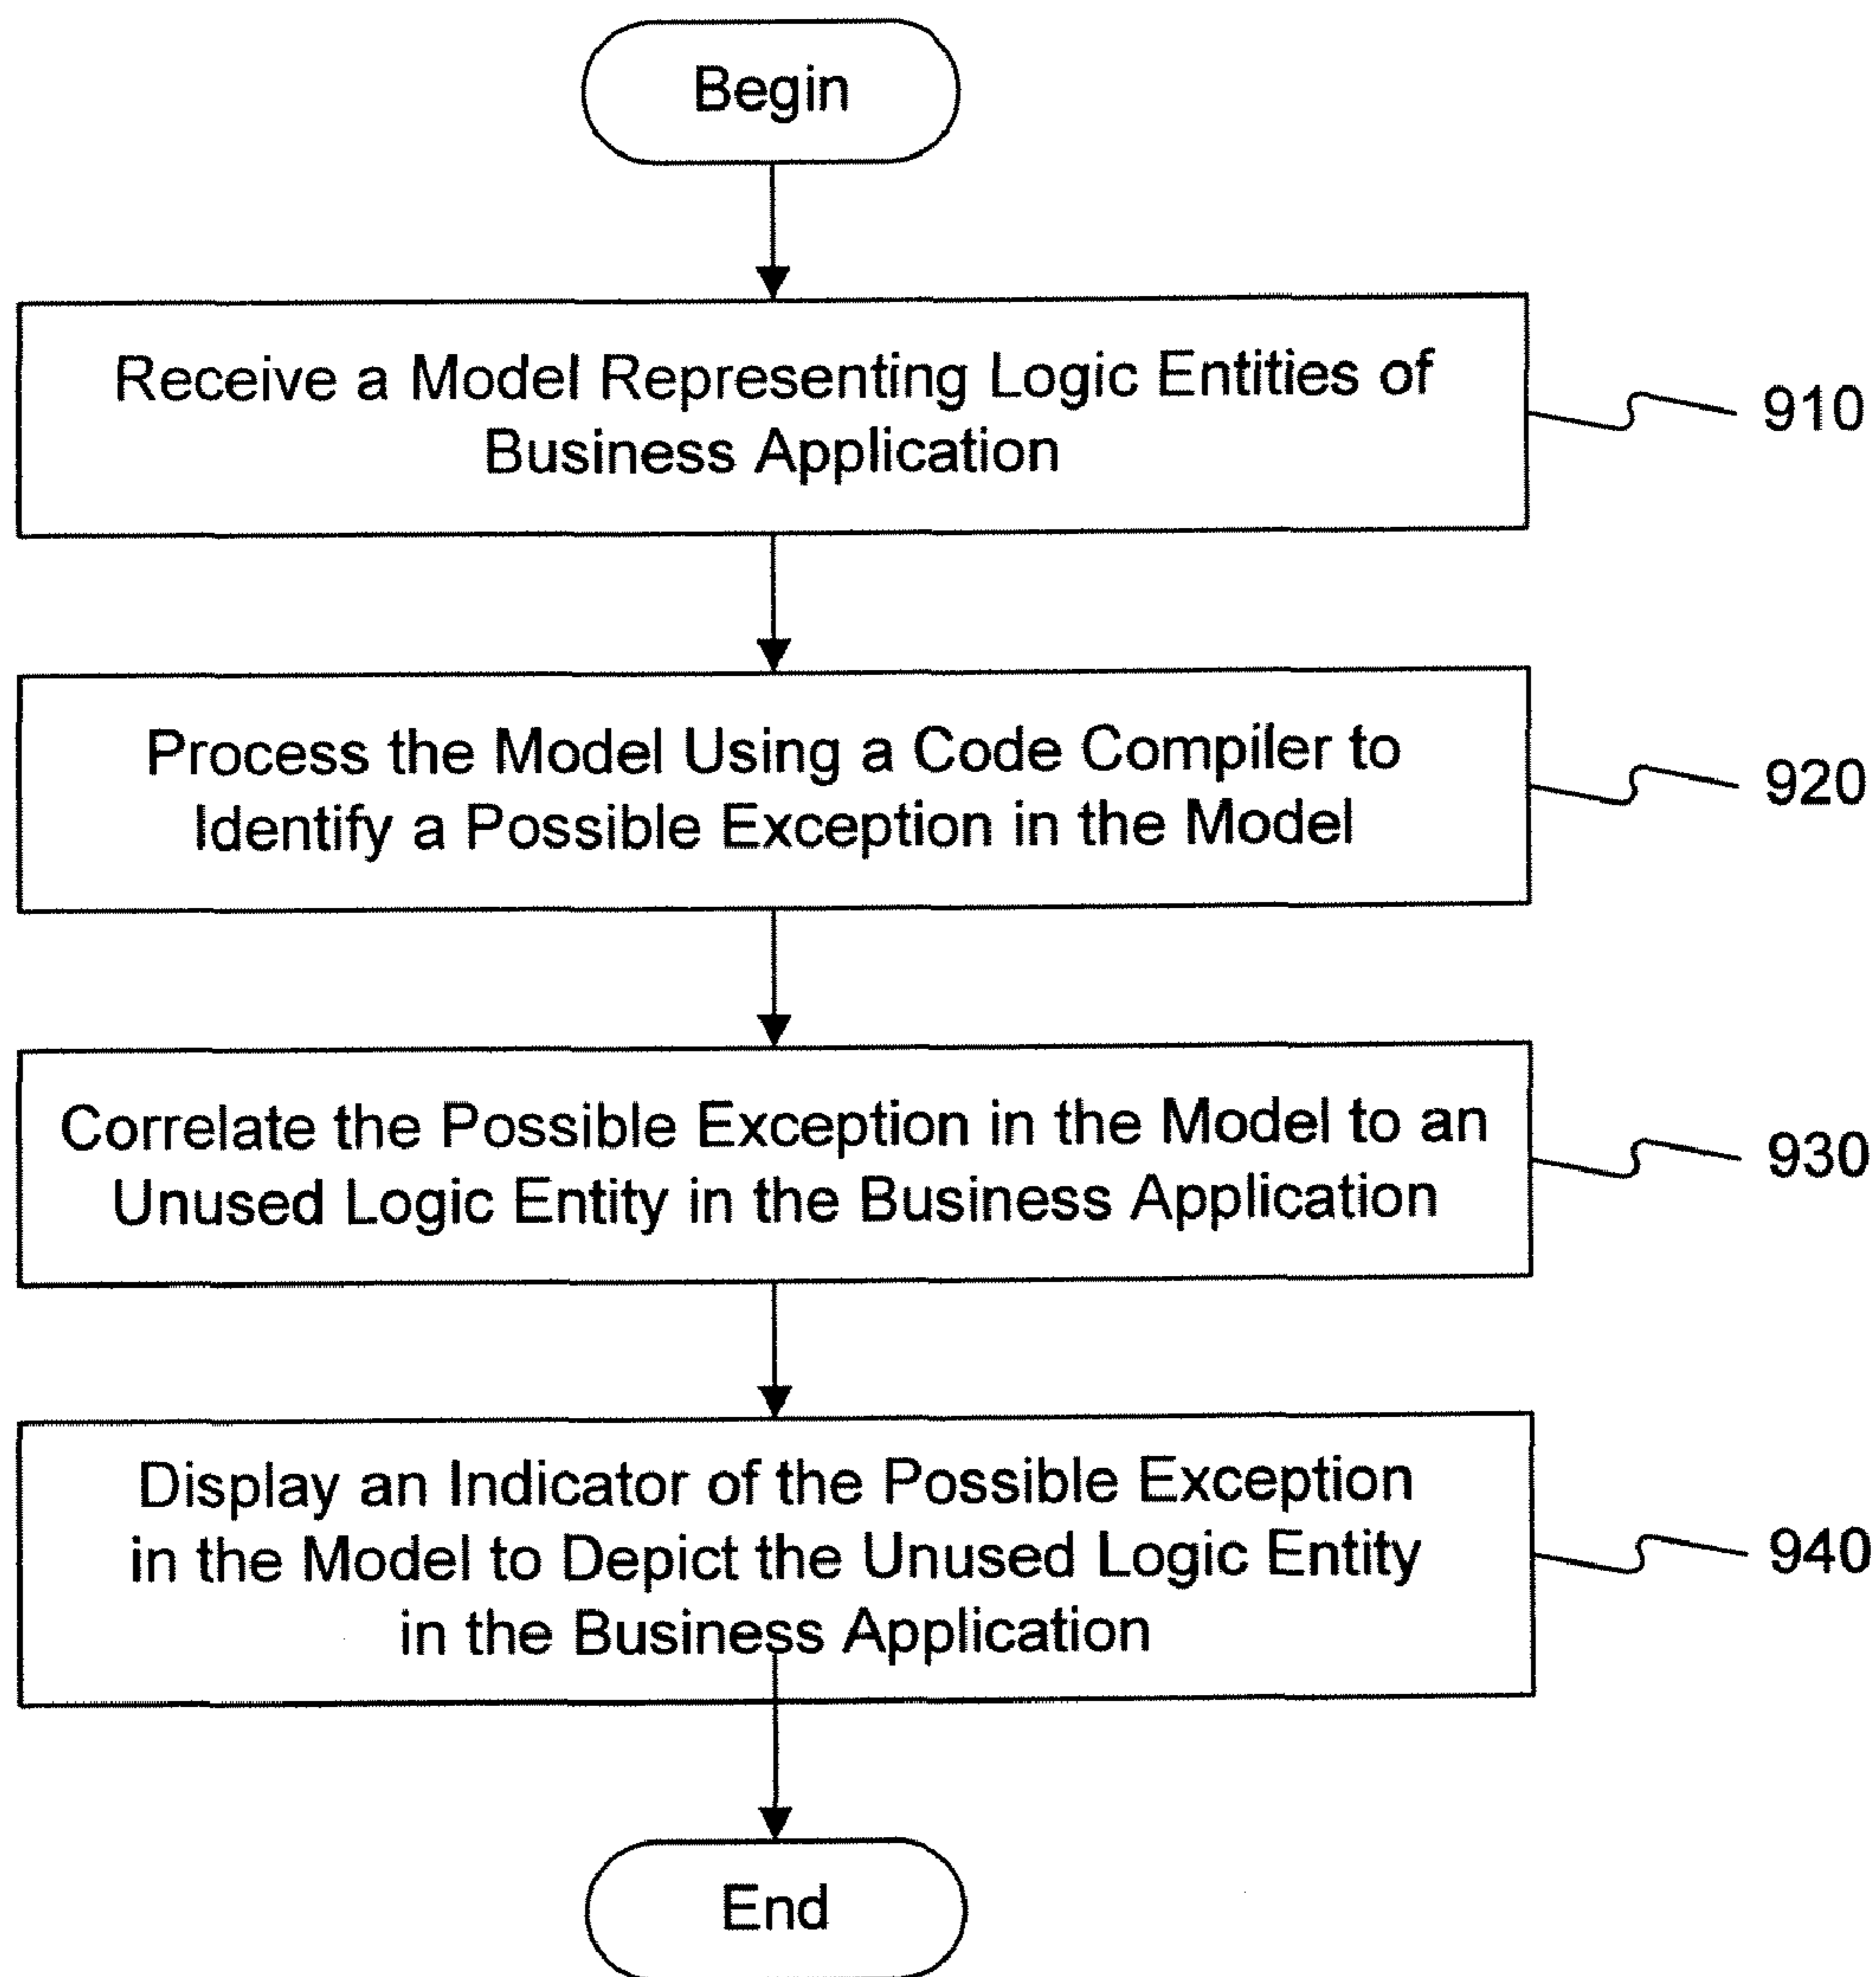 Begin
Receive a Model Representing Logic Entities of
Business Application
910
Process the Model Using a Code Compiler to
Identify a Possible Exception in the Model
920
Correlate the Possible Exception in the Model to an
Unused Logic Entity in the Business Application
930
Display an Indicator of the Possible Exception
in the Model to Depict the Unused Logic Entity
in the Business Application
940
End